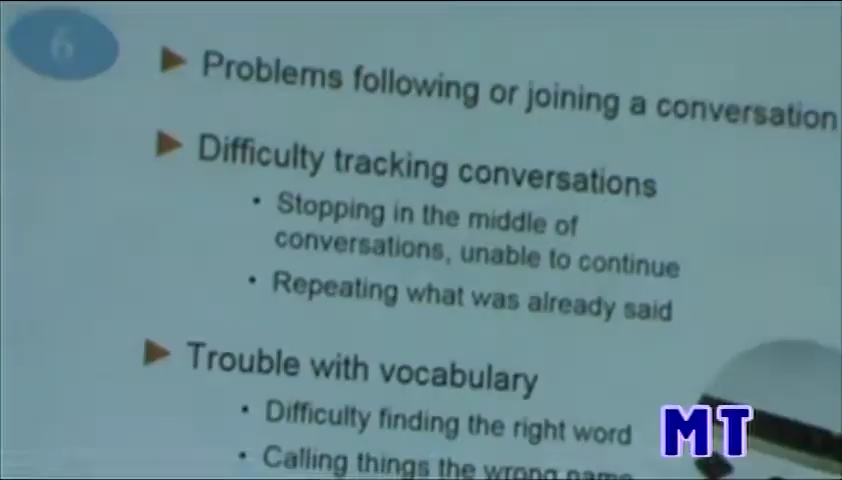 6
Problems following or joining a conversation
Difficulty tracking conversations
• Stopping in the middle of
conversations, unable to continue
• Repeating what was already said
Trouble with vocabulary
• Difficulty finding the right word
• Calling things the wrong name
MT